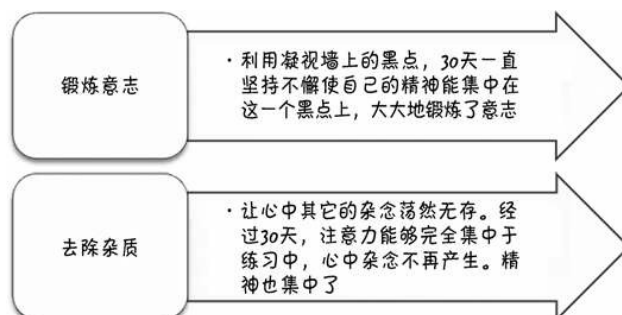 锻炼意志
·利用凝视墙上的黑点，30天一直
坚持不懈使自己的精神能集中在
这一个黑点上，大大地锻炼了意志
去除杂质
·让心中其它的杂念荡然无存。经
过30天，注意力能够完全集中于
练习中，心中杂念不再产生。精
神也集中了